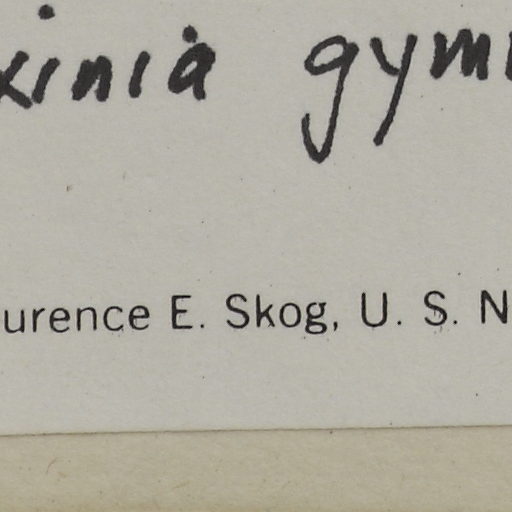 xinia gym
urence E. Skog, U. S. N